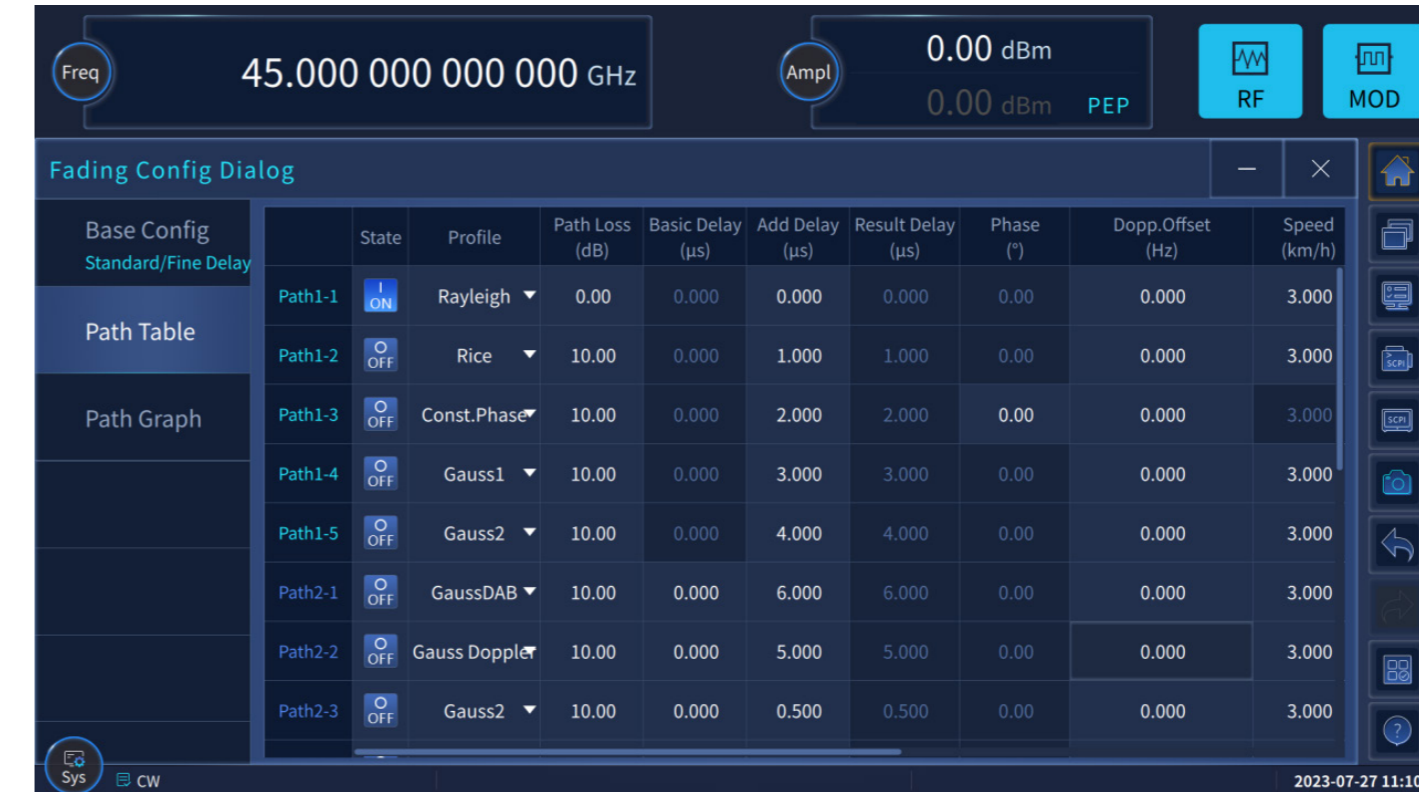 Freq
45.000 000 000 000 GHz
Ampl
0.00 dBm
0.00 dBm PEP
RF
MOD
Fading Config Dialog
Base Config
Standard/Fine Delay
Path Table
Path Graph
State Profile Path Loss (dB) Basic Delay (μs) Add Delay (μs) Result Delay (μs) Phase (°) Dopp.Offset (Hz) Speed (km/h)
Path1-1 ON Rayleigh 0.00 0.000 0.000 0.000 0.00 0.000 3.000
Path1-2 OFF Rice 10.00 0.000 1.000 1.000 0.00 0.000 3.000
Path1-3 OFF Const.Phase 10.00 0.000 2.000 2.000 0.00 0.000 3.000
Path1-4 OFF Gauss1 10.00 0.000 3.000 3.000 0.00 0.000 3.000
Path1-5 OFF Gauss2 10.00 0.000 4.000 4.000 0.00 0.000 3.000
Path2-1 OFF GaussDAB 10.00 0.000 6.000 6.000 0.00 0.000 3.000
Path2-2 OFF Gauss Doppler 10.00 0.000 5.000 5.000 0.00 0.000 3.000
Path2-3 OFF Gauss2 10.00 0.000 0.500 0.500 0.00 0.000 3.000
SCPI
SCPI
Sys
CW
2023-07-27 11:10